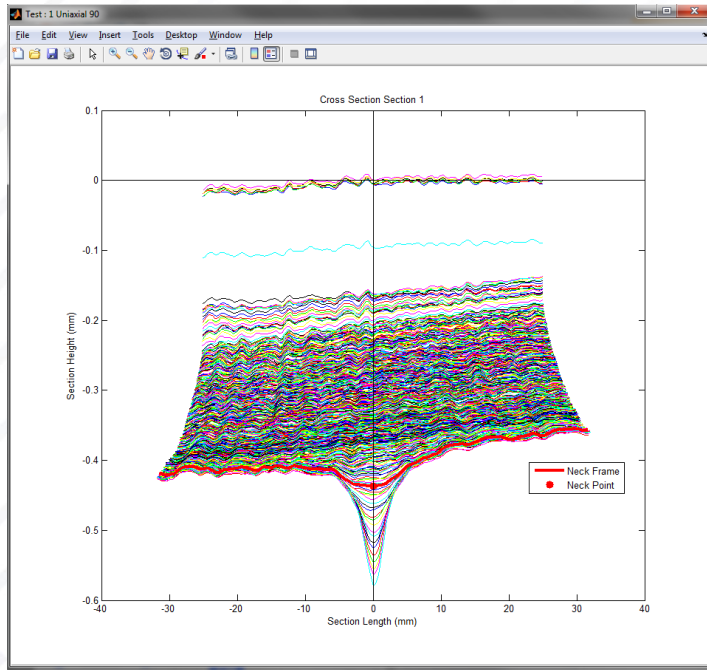 Test : 1 Uniaxial 90
File Edit View Insert Tools Desktop Window Help
Cross Section Section 1
0.1
0
-0.1
-0.2
-0.3
-0.4
-0.5
-0.6
Section Height (mm)
Neck Frame
Neck Point
-40 -30 -20 -10 0 10 20 30 40
Section Length (mm)